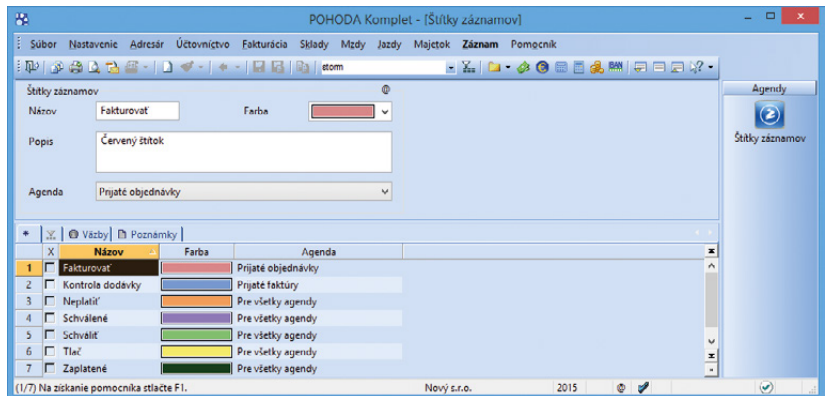 POHODA Komplet - [Štítky záznamov]
Súbor Nastavenie Adresár Účtovníctvo Fakturácia Sklady Mzdy Jazdy Majetok Záznam Pomocník
storm
Štítky záznamov @
Názov Fakturovať Farba
Popis Červený štítok
Agenda Prijaté objednávky
Agendy
Štítky záznamov
* Väzby Poznámky
X Názov Farba Agenda
1 Fakturovať Prijaté objednávky
2 Kontrola dodávky Prijaté faktúry
3 Neplatiť Pre všetky agendy
4 Schválené Pre všetky agendy
5 Schváliť Pre všetky agendy
6 Tlač Pre všetky agendy
7 Zaplatené Pre všetky agendy
(1/7) Na získanie pomocníka stlačte F1. Nový s.r.o. 2015 @